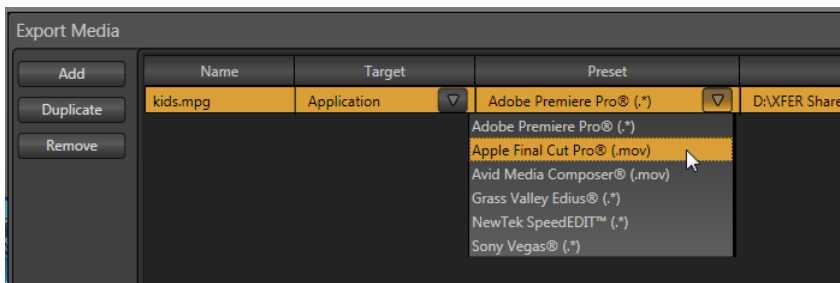 Export Media
Add
Duplicate
Remove
Name Target Preset
kids.mpg Application Adobe Premiere Pro® (.*) D:\XFER Share
Adobe Premiere Pro® (.*)
Apple Final Cut Pro® (.mov)
Avid Media Composer® (.mov)
Grass Valley Edius® (.*)
NewTek SpeedEDIT™ (.*)
Sony Vegas® (.*)